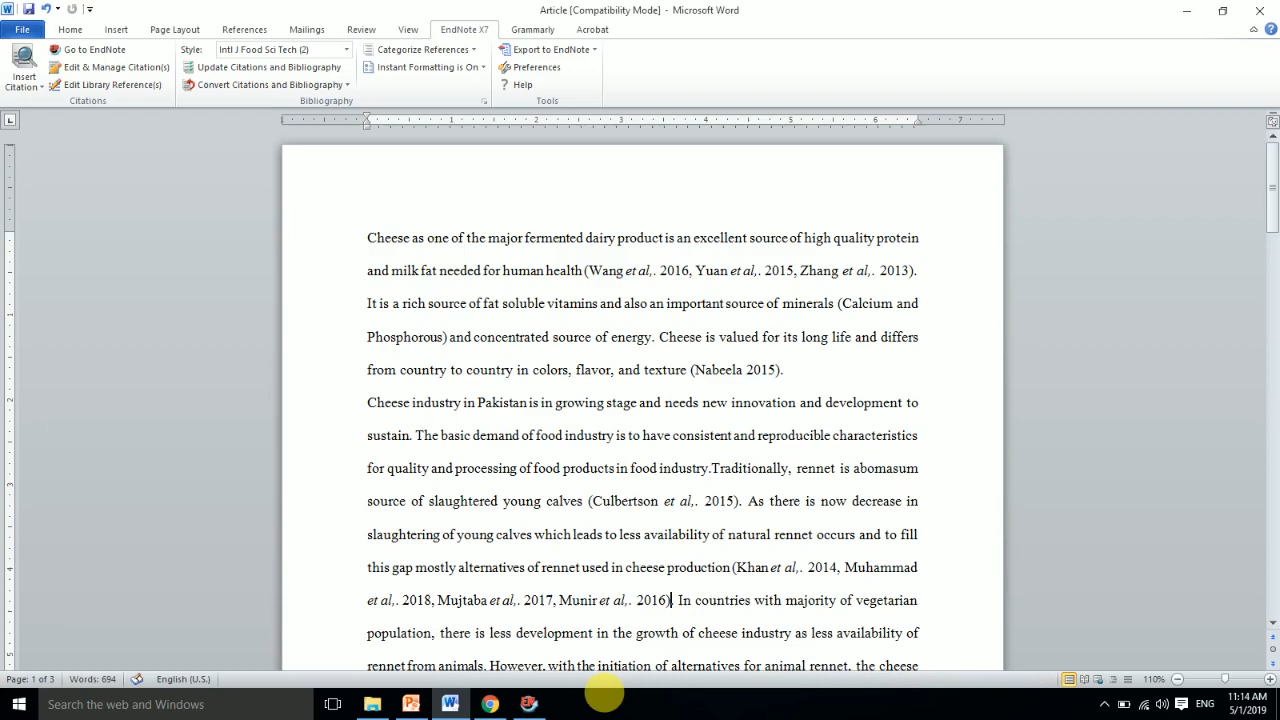 Article [Compatibility Mode] - Microsoft Word
File Home Insert Page Layout References Mailings Review View EndNote X7 Grammarly Acrobat
Go to EndNote Style: Intl J Food Sci Tech (2) Categorize References Export to EndNote
Insert Citation Edit & Manage Citation(s) Update Citations and Bibliography Instant Formatting is On Preferences
Edit Library Reference(s) Convert Citations and Bibliography Help
Citations Bibliography Tools
1 2 3 4 5 6 7
Cheese as one of the major fermented dairy product is an excellent source of high quality protein
and milk fat needed for human health (Wang et al,. 2016, Yuan et al,. 2015, Zhang et al,. 2013).
It is a rich source of fat soluble vitamins and also an important source of minerals (Calcium and
Phosphorous) and concentrated source of energy. Cheese is valued for its long life and differs
from country to country in colors, flavor, and texture (Nabeela 2015).
Cheese industry in Pakistan is in growing stage and needs new innovation and development to
sustain. The basic demand of food industry is to have consistent and reproducible characteristics
for quality and processing of food products in food industry.Traditionally, rennet is abomasum
source of slaughtered young calves (Culbertson et al,. 2015). As there is now decrease in
slaughtering of young calves which leads to less availability of natural rennet occurs and to fill
this gap mostly alternatives of rennet used in cheese production (Khan et al,. 2014, Muhammad
et al,. 2018, Mujtaba et al,. 2017, Munir et al,. 2016). In countries with majority of vegetarian
population, there is less development in the growth of cheese industry as less availability of
rennet from animals. However, with the initiation of alternatives for animal rennet, the cheese
Page: 1 of 3 Words: 694 English (U.S.) 110%
Search the web and Windows
11:14 AM
5/1/2019